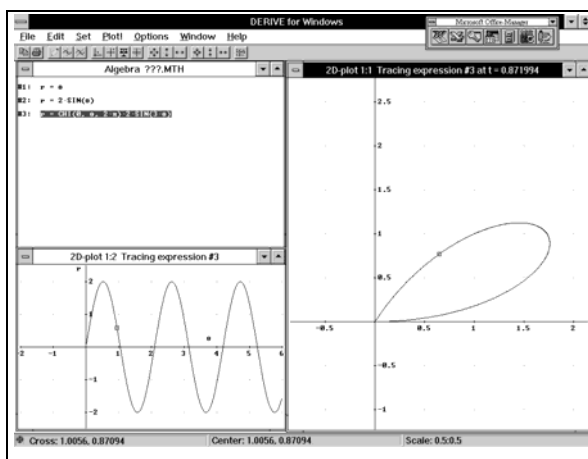 DERIVE for Windows
Microsoft Office Manager
File Edit Set Plot! Options Window Help
Algebra ???.MTH
#1: r = θ
#2: r = 2·SIN(θ)
#3:
2D-plot 1:1 Tracing expression #3 at t = 0.871994
2.5
2
1.5
1
0.5
-0.5 0.5 1 1.5 2
-0.5
-1
2D-plot 1:2 Tracing expression #3
r
2
1
θ
-2 -1 1 2 3 4 5 6
-1
-2
Cross: 1.0056, 0.87094 Center: 1.0056, 0.87094 Scale: 0.5:0.5